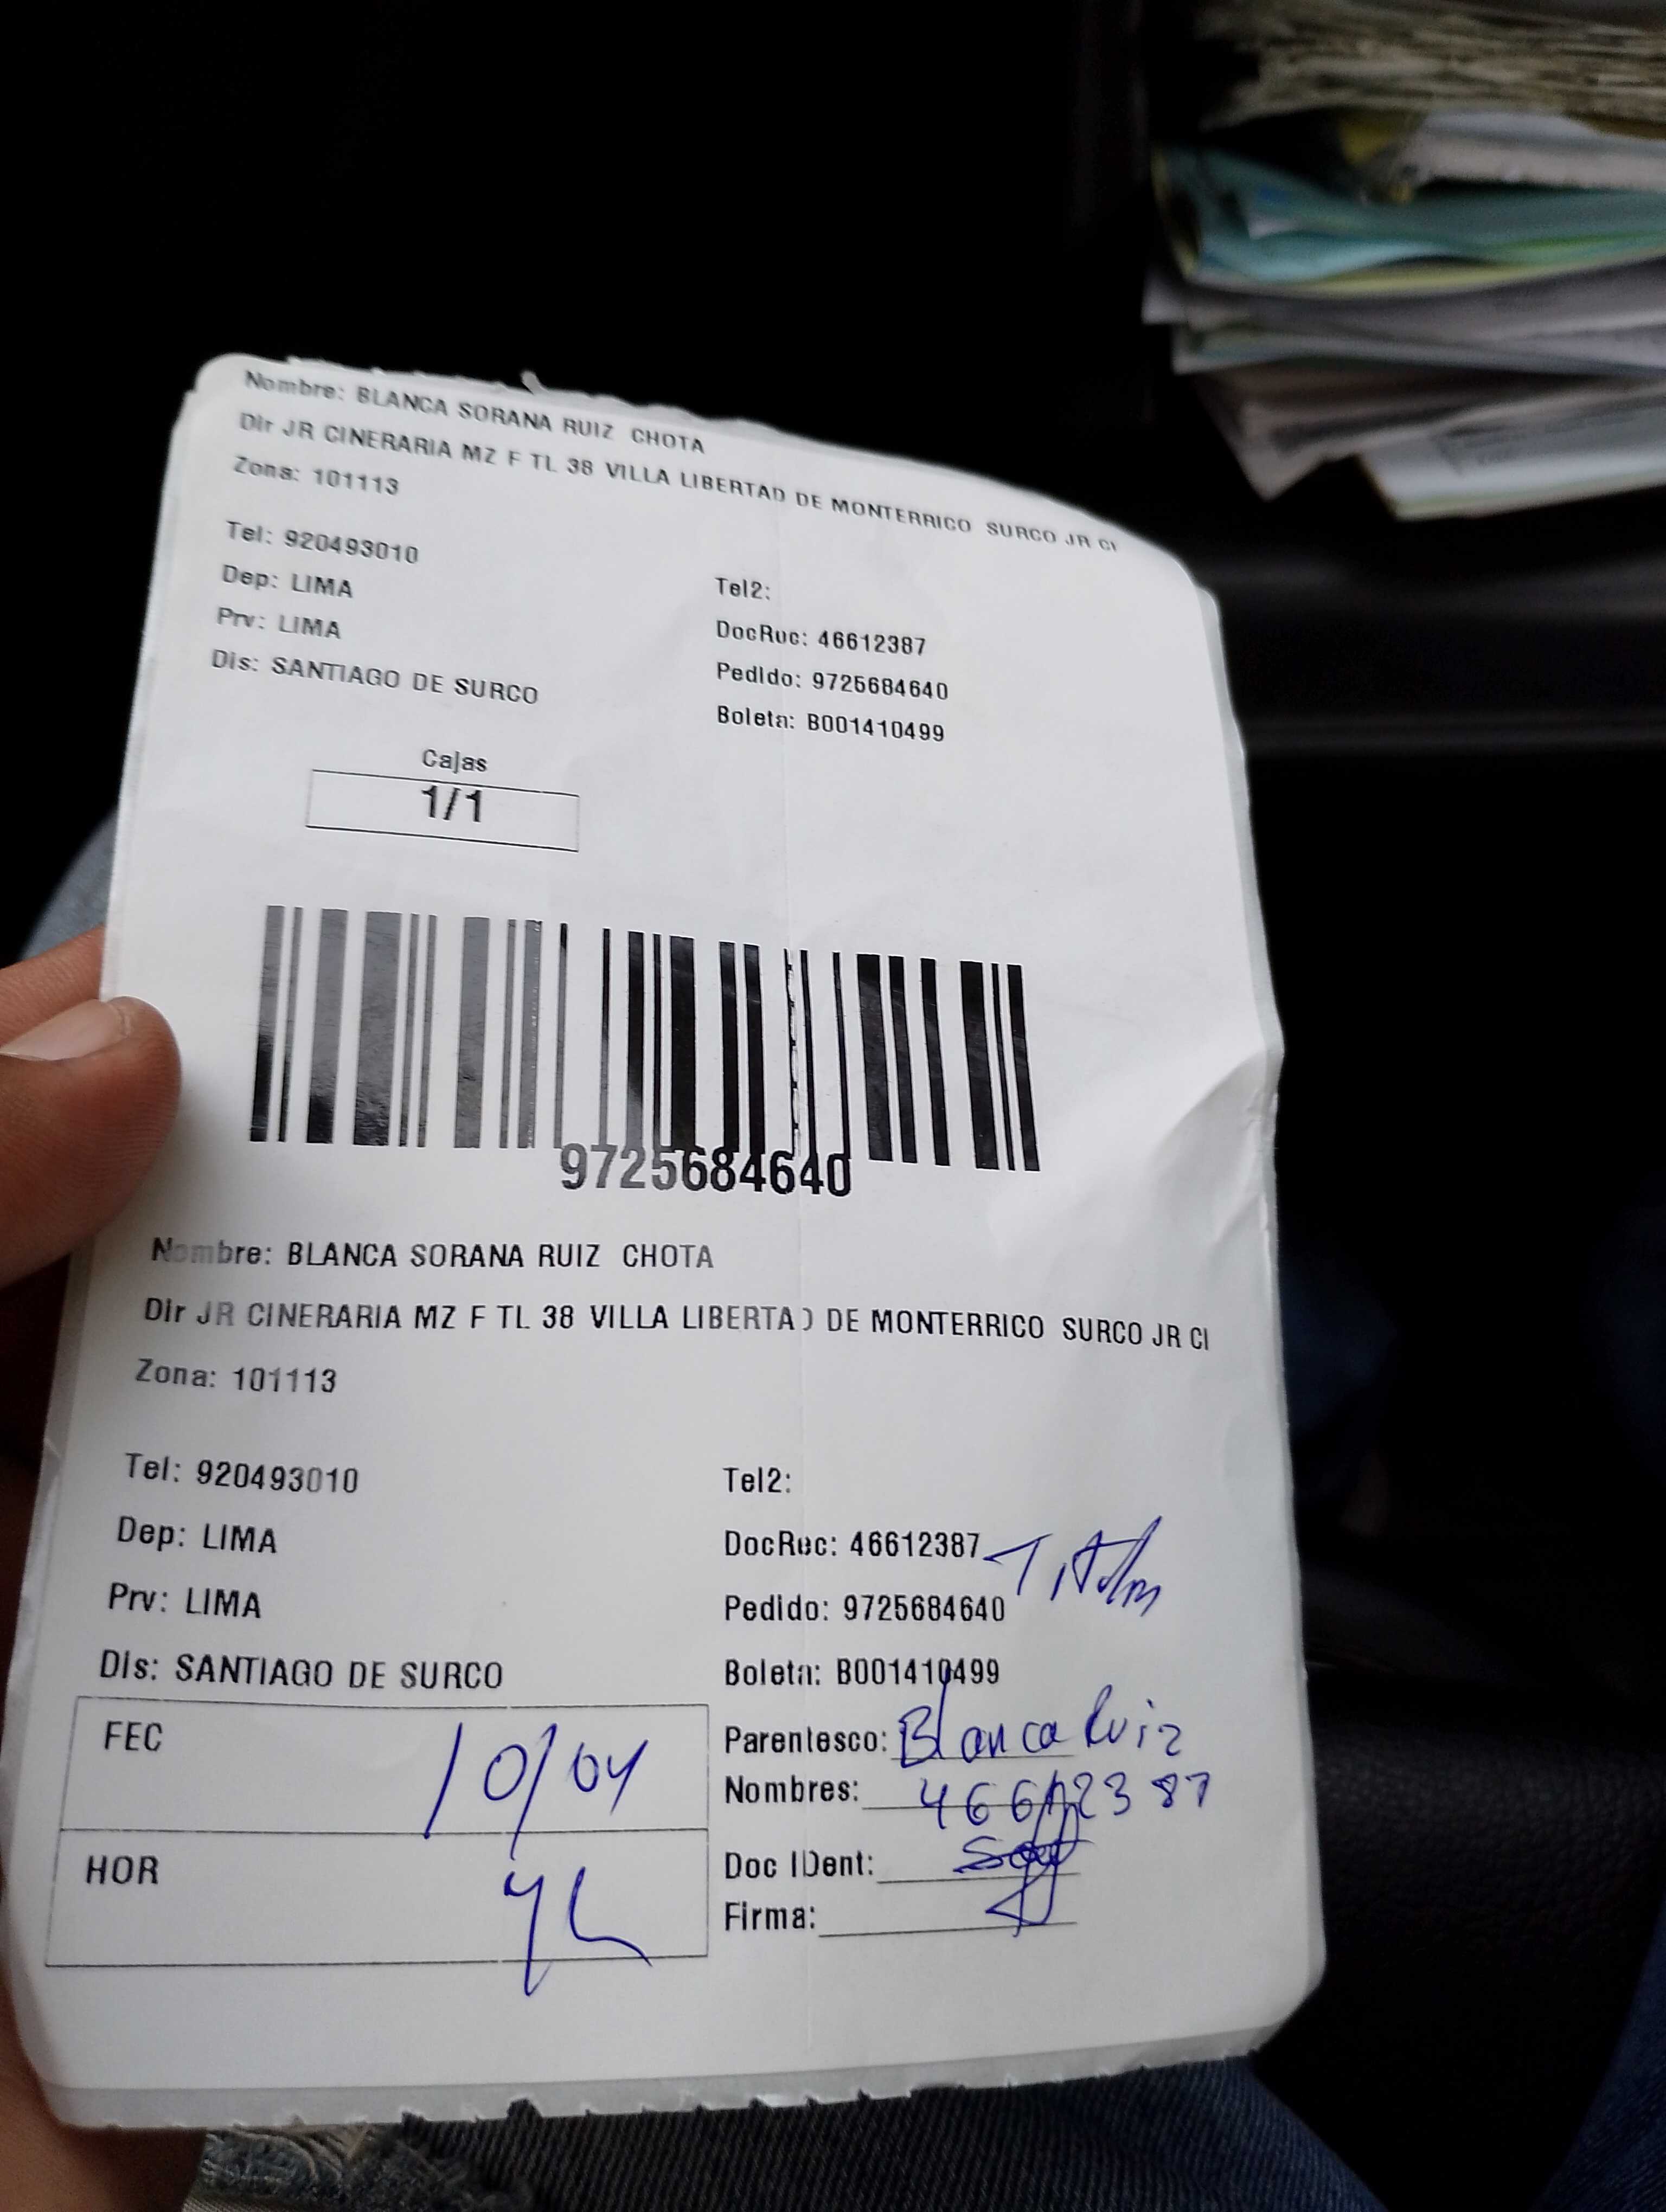 Nombre: BLANCA SORANA RUIZ CHOTA
Dir JR CINERARIA MZ F TL 38 VILLA LIBERTAD DE MONTERRICO SURCO JR CI
Zona: 101113
Tel: 920493010
Tel2:
Dep: LIMA
DocRuc: 46612387
Prv: LIMA
Pedido: 9725684640
Dis: SANTIAGO DE SURCO
Boleta: B001410499
Cajas
1/1
9725684640
Nombre: BLANCA SORANA RUIZ CHOTA
Dir JR CINERARIA MZ F TL 38 VILLA LIBERTAD DE MONTERRICO SURCO JR CI
Zona: 101113
Tel: 920493010
Tel2:
Dep: LIMA
DocRuc: 46612387
Prv: LIMA
Pedido: 9725684640
Dis: SANTIAGO DE SURCO
Boleta: B001410499
FEC 10/04
Parentesco: Blanca Ruiz
Nombres: 46612387
HOR
Doc IDent:
Firma: